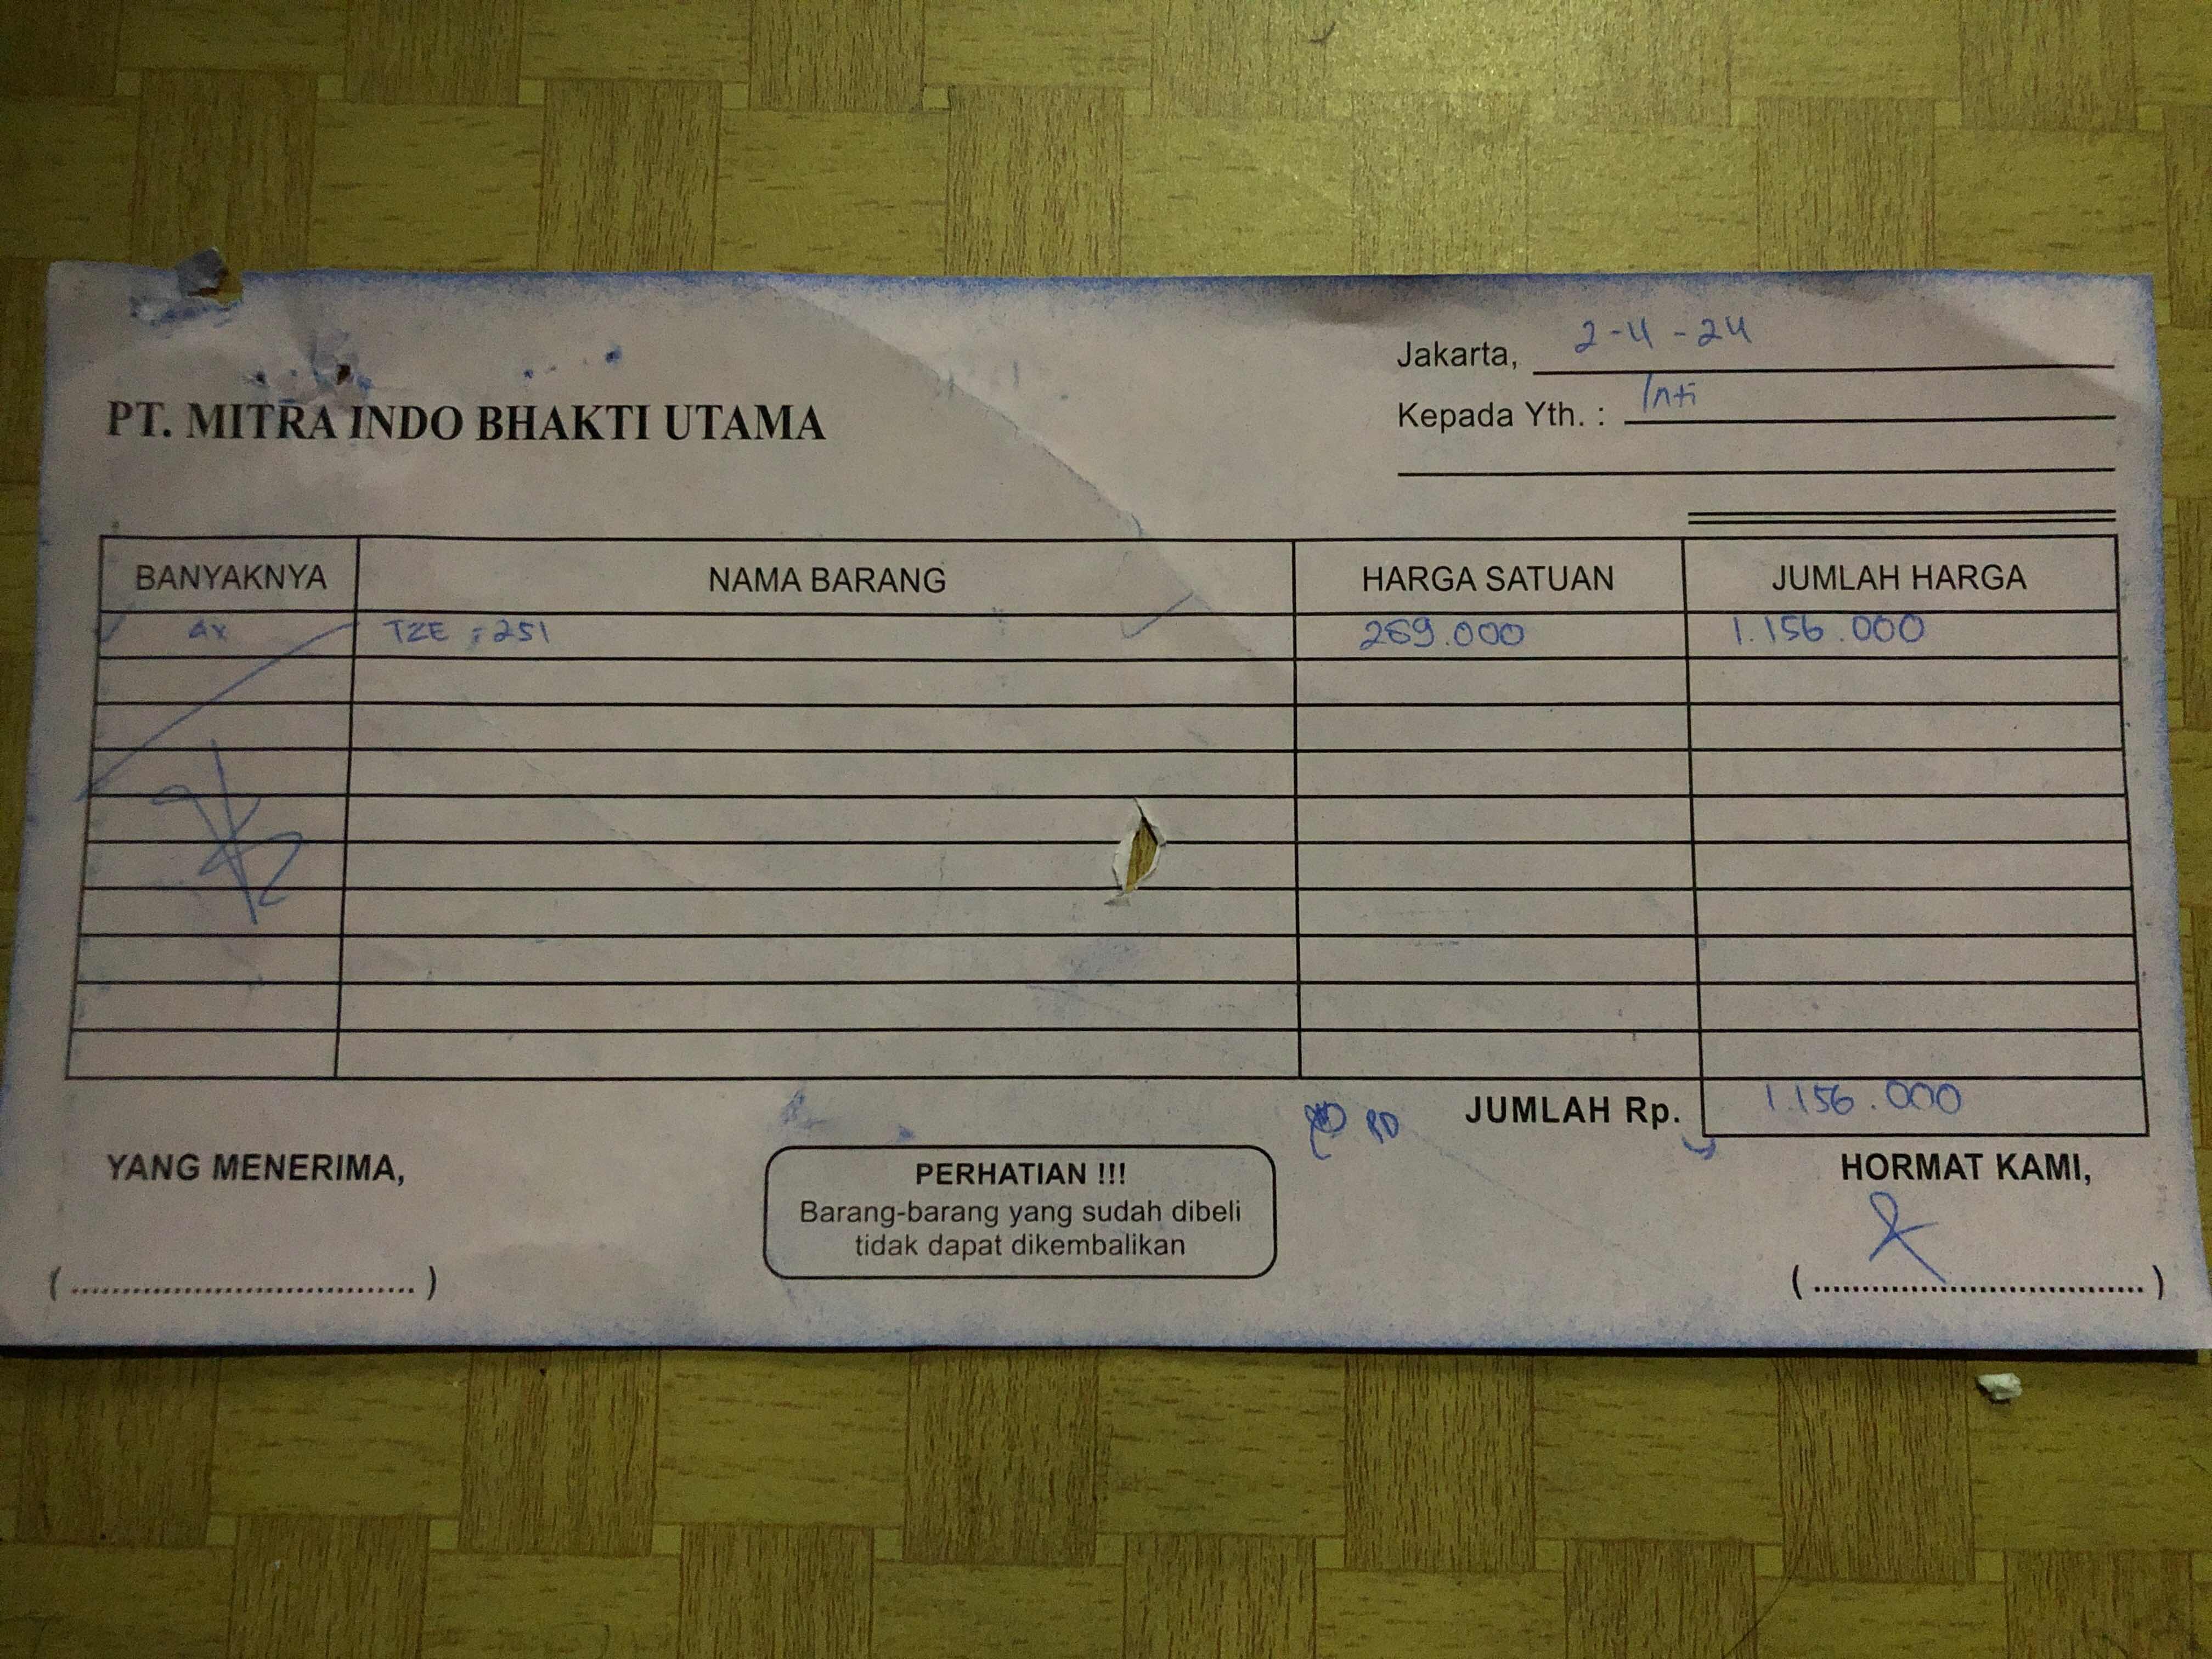 Jakarta, 2-4-24
Kepada Yth. : Inti
PT. MITRA INDO BHAKTI UTAMA
BANYAKNYA NAMA BARANG HARGA SATUAN JUMLAH HARGA
4x TZE : 251 289.000 1.156.000
JUMLAH Rp. 1.156.000
YANG MENERIMA,
PERHATIAN !!!
Barang-barang yang sudah dibeli
tidak dapat dikembalikan
HORMAT KAMI,
(..................................) (..................................)